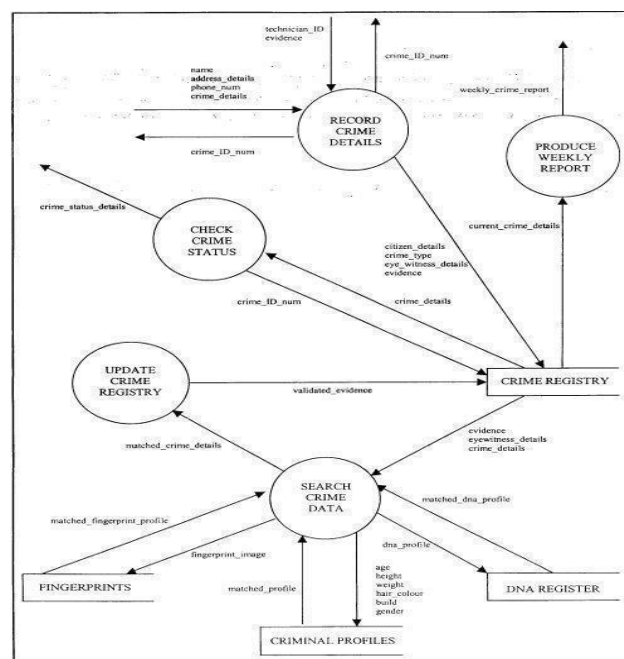 technician_ID
evidence
crime_ID_num
name
address_details
phone_num
crime_details
weekly_crime_report
RECORD
CRIME
DETAILS
PRODUCE
WEEKLY
REPORT
crime_ID_num
crime_status_details
CHECK
CRIME
STATUS
current_crime_details
citizen_details
crime_type
eye_witness_details
evidence
crime_ID_num
crime_details
UPDATE
CRIME
REGISTRY
validated_evidence
CRIME REGISTRY
matched_crime_details
evidence
eyewitness_details
crime_details
SEARCH
CRIME
DATA
matched_dna_profile
matched_fingerprint_profile
fingerprint_image
dna_profile
matched_profile
age
height
weight
hair_colour
build
gender
FINGERPRINTS
DNA REGISTER
CRIMINAL PROFILES